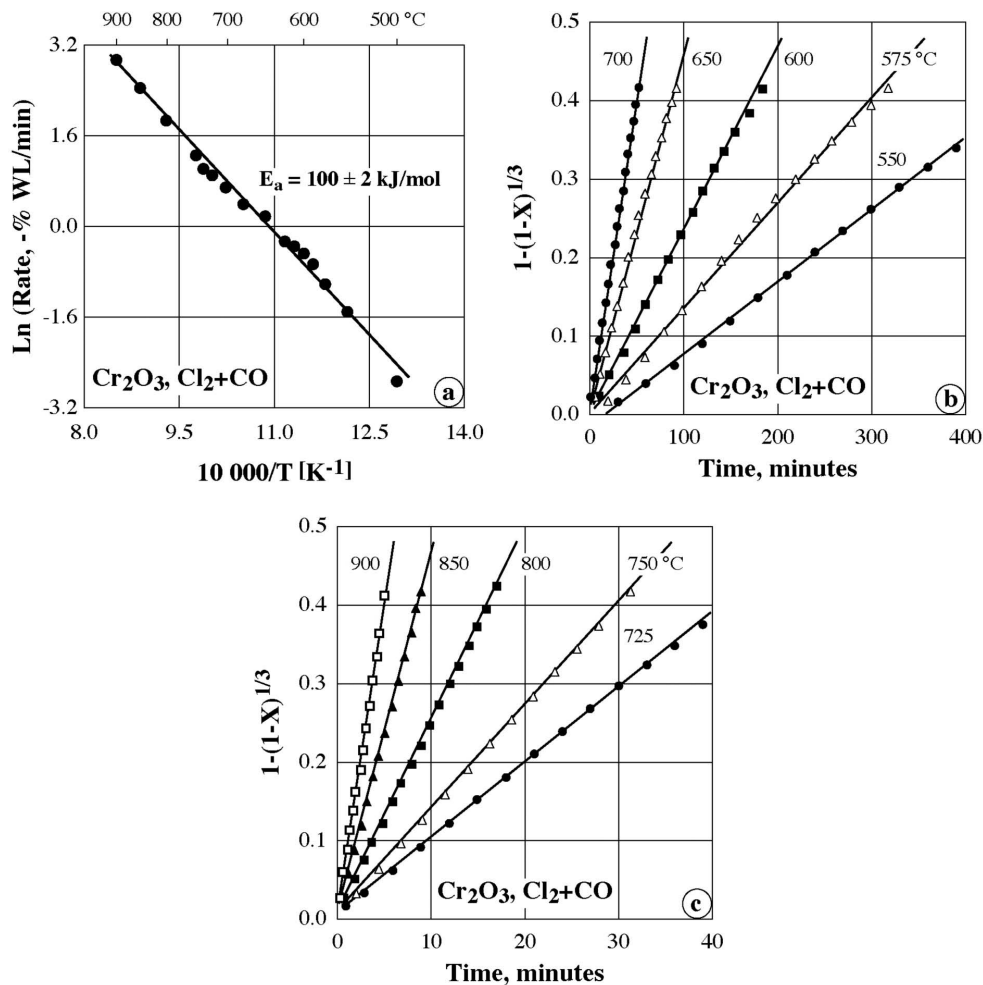 900 800 700 600 500 °C
3.2
1.6
0.0
-1.6
-3.2
Ln (Rate, -% WL/min)
Eₐ = 100 ± 2 kJ/mol
Cr₂O₃, Cl₂+CO
a
8.0 9.5 11.0 12.5 14.0
10 000/T [K⁻¹]
0.5
0.4
0.3
0.2
0.1
0.0
1-(1-X)^1/3
700 650 600 575 °C
550
Cr₂O₃, Cl₂+CO
b
0 100 200 300 400
Time, minutes
0.5
0.4
0.3
0.2
0.1
0.0
1-(1-X)^1/3
900 850 800 750 °C
725
Cr₂O₃, Cl₂+CO
c
0 10 20 30 40
Time, minutes